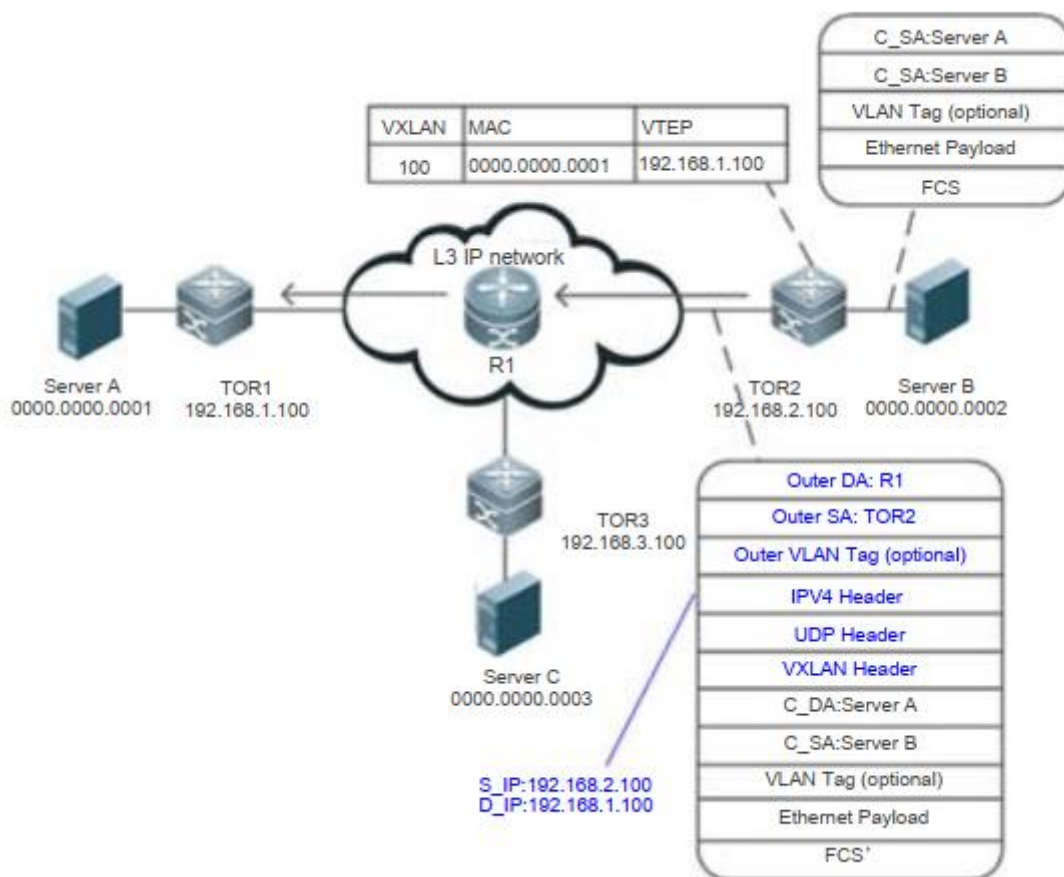 C_SA:Server A
C_SA:Server B
VLAN Tag (optional)
Ethernet Payload
FCS
VXLAN MAC VTEP
100 0000.0000.0001 192.168.1.100
L3 IP network
R1
Server A
0000.0000.0001
TOR1
192.168.1.100
TOR2
192.168.2.100
Server B
0000.0000.0002
TOR3
192.168.3.100
Server C
0000.0000.0003
Outer DA: R1
Outer SA: TOR2
Outer VLAN Tag (optional)
IPV4 Header
UDP Header
VXLAN Header
C_DA:Server A
C_SA:Server B
VLAN Tag (optional)
Ethernet Payload
FCS'
S_IP:192.168.2.100
D_IP:192.168.1.100